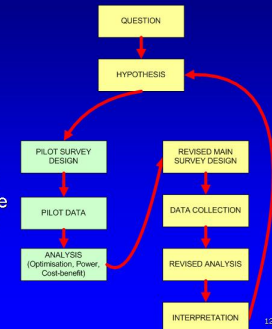 QUESTION
HYPOTHESIS
PILOT SURVEY
DESIGN
PILOT DATA
ANALYSIS
(Optimisation, Power,
Cost-benefit)
REVISED MAIN
SURVEY DESIGN
DATA COLLECTION
REVISED ANALYSIS
INTERPRETATION
e
12